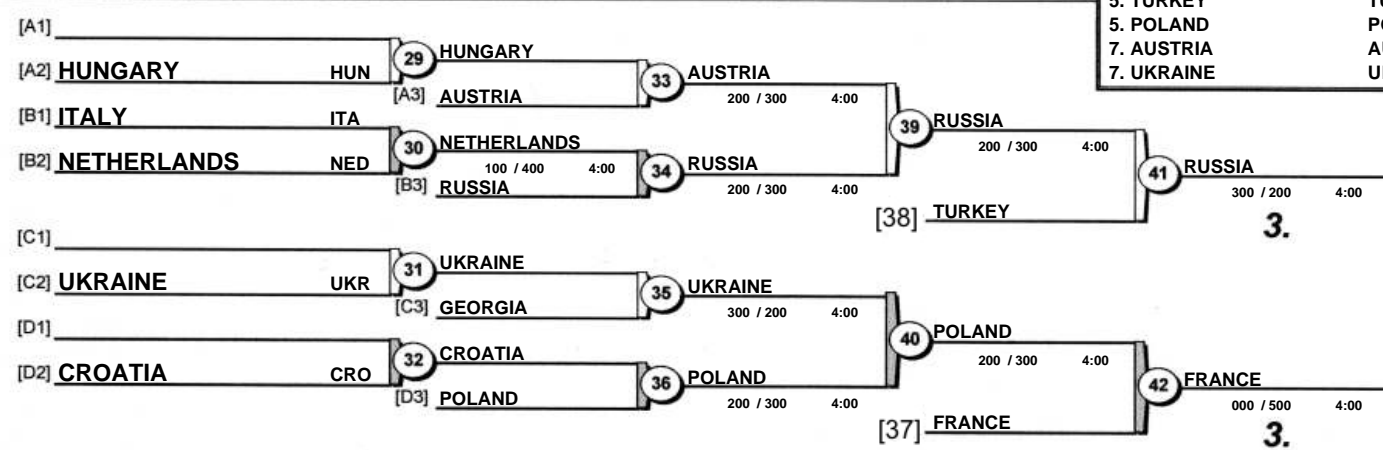 5. TURKEY
5. POLAND
7. AUSTRIA
7. UKRAINE
[A1]
[A2] HUNGARY HUN
29 HUNGARY
[A3] AUSTRIA
33 AUSTRIA
200 / 300 4:00
[B1] ITALY ITA
[B2] NETHERLANDS NED
30 NETHERLANDS
100 / 400 4:00
[B3] RUSSIA
34 RUSSIA
200 / 300 4:00
39 RUSSIA
200 / 300 4:00
[38] TURKEY
41 RUSSIA
300 / 200 4:00
3.
[C1]
[C2] UKRAINE UKR
31 UKRAINE
[C3] GEORGIA
35 UKRAINE
300 / 200 4:00
[D1]
[D2] CROATIA CRO
32 CROATIA
[D3] POLAND
36 POLAND
200 / 300 4:00
40 POLAND
200 / 300 4:00
[37] FRANCE
42 FRANCE
000 / 500 4:00
3.